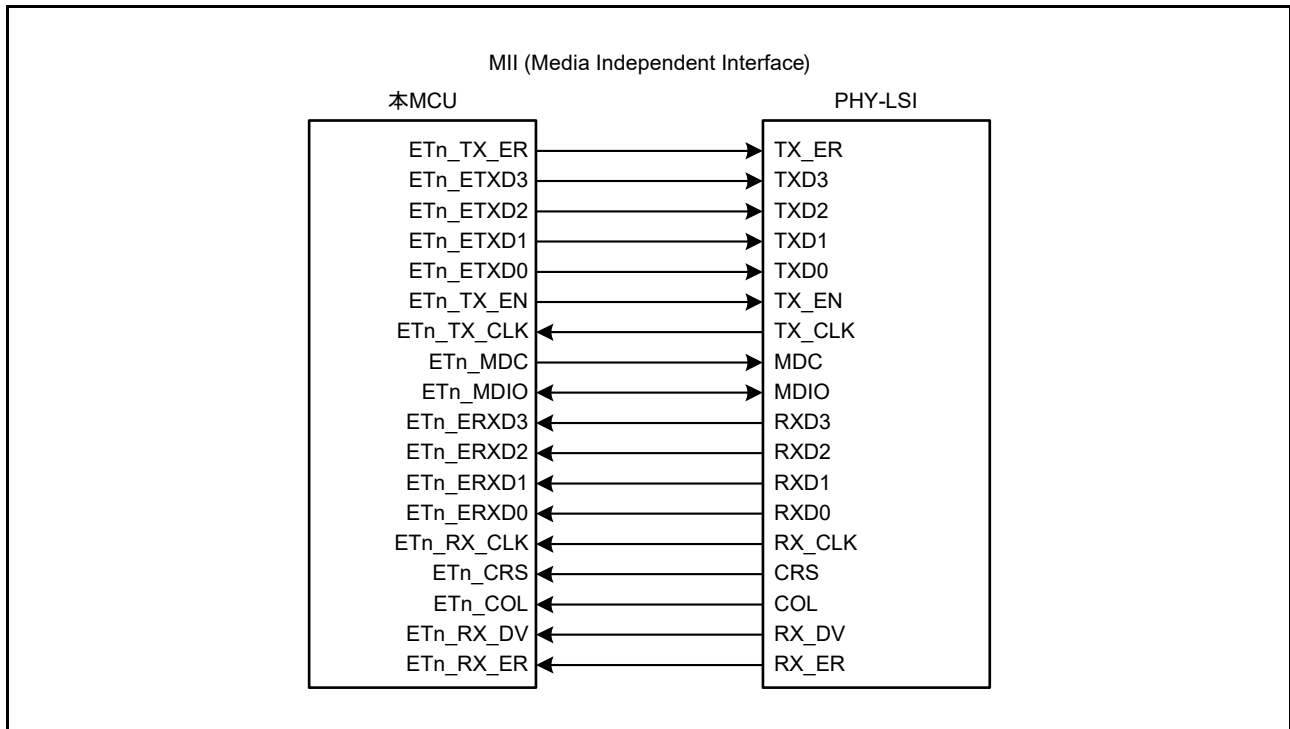 MII (Media Independent Interface)
本MCU PHY-LSI
ETn_TX_ER TX_ER
ETn_ETXD3 TXD3
ETn_ETXD2 TXD2
ETn_ETXD1 TXD1
ETn_ETXD0 TXD0
ETn_TX_EN TX_EN
ETn_TX_CLK TX_CLK
ETn_MDC MDC
ETn_MDIO MDIO
ETn_ERXD3 RXD3
ETn_ERXD2 RXD2
ETn_ERXD1 RXD1
ETn_ERXD0 RXD0
ETn_RX_CLK RX_CLK
ETn_CRS CRS
ETn_COL COL
ETn_RX_DV RX_DV
ETn_RX_ER RX_ER